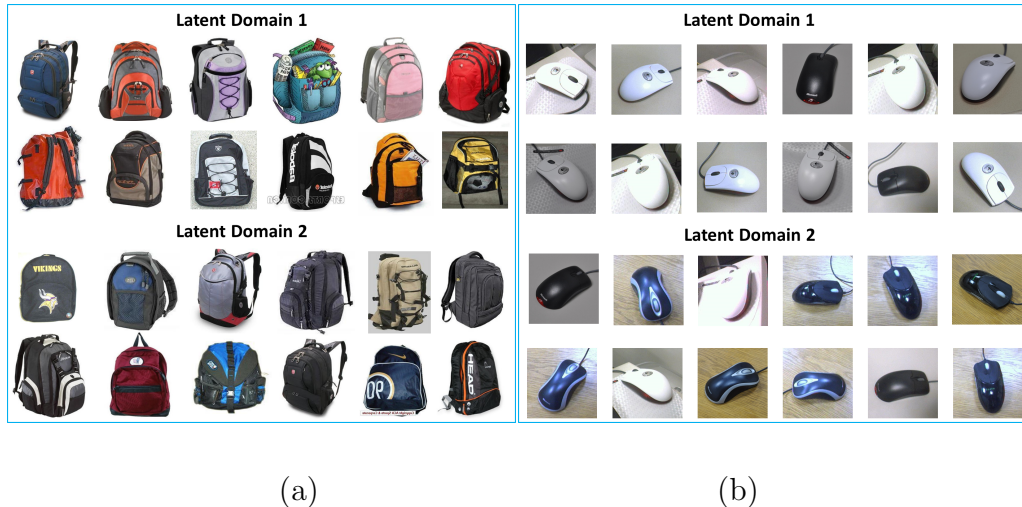 Latent Domain 1
Latent Domain 2
VIKINGS
HEAD
Latent Domain 1
Latent Domain 2
(a)
(b)